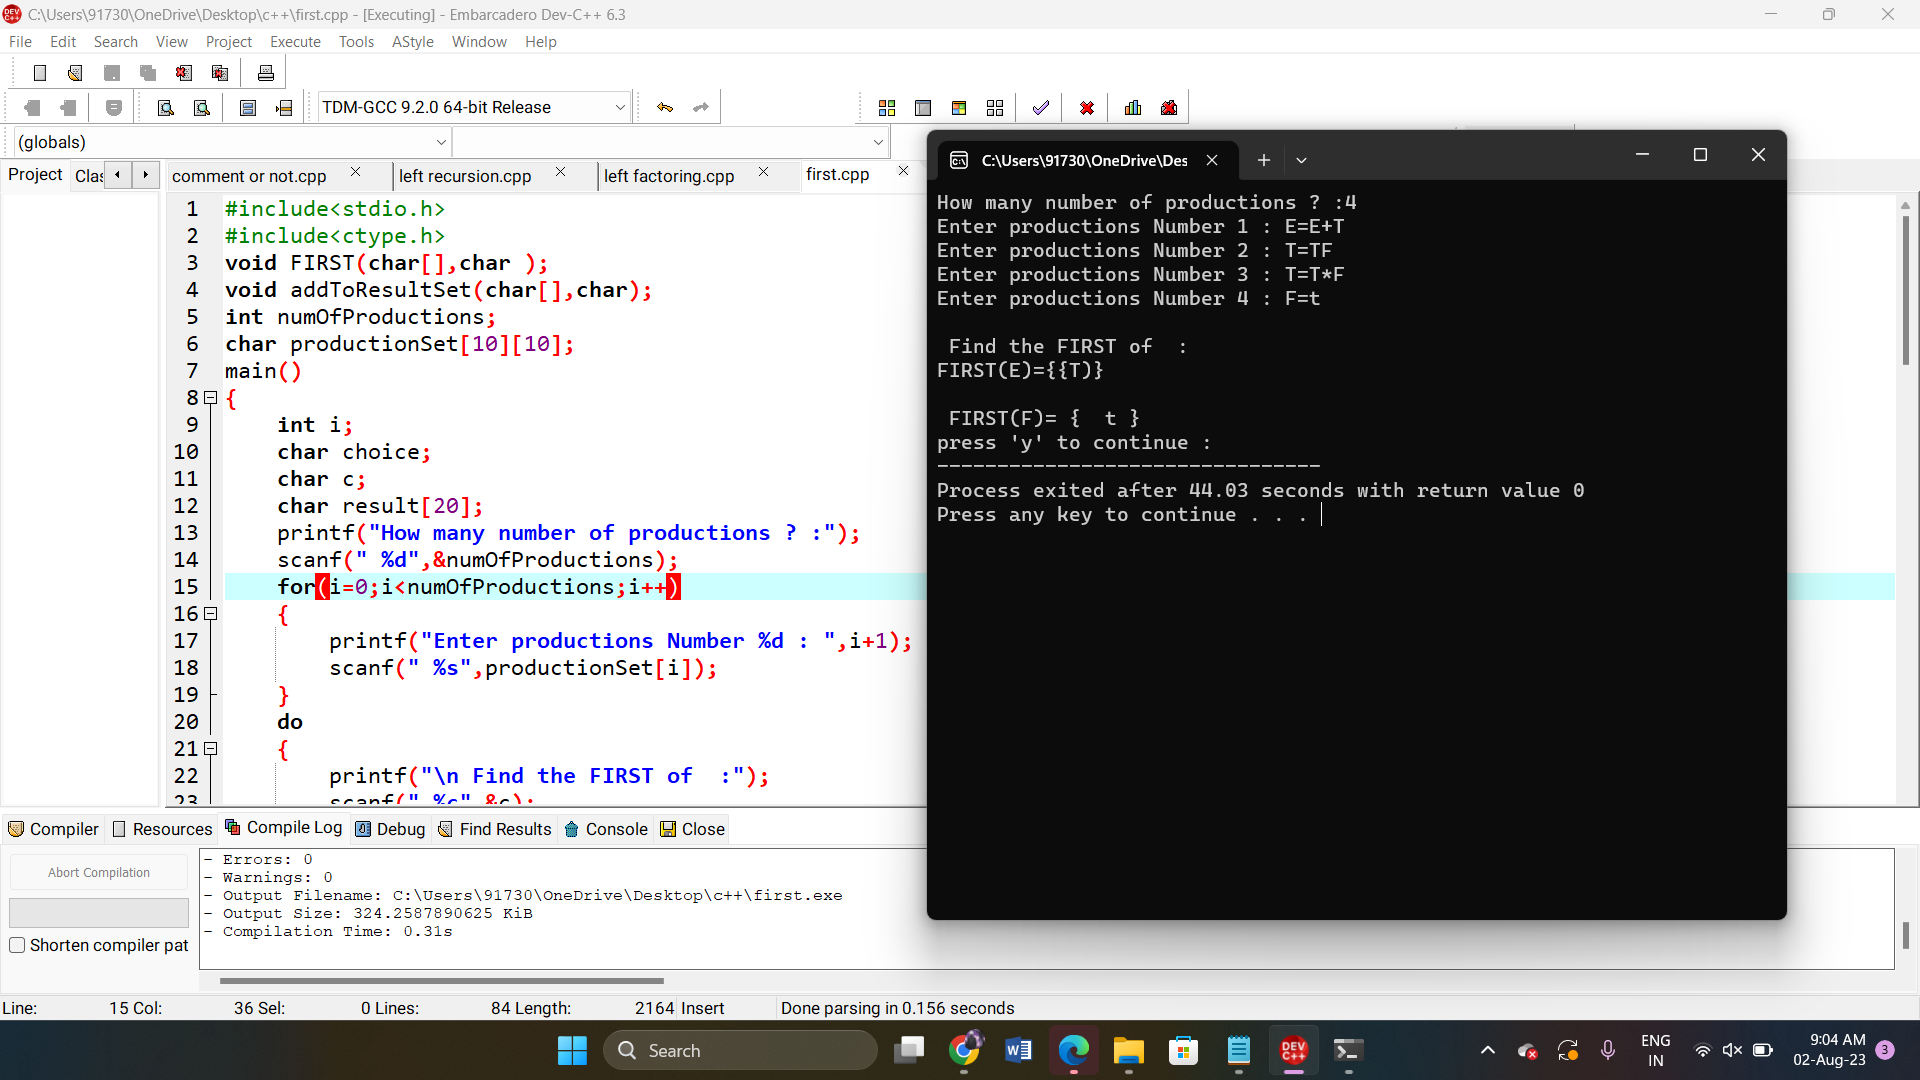 C:\Users\91730\OneDrive\Desktop\c++\first.cpp - [Executing] - Embarcadero Dev-C++ 6.3
File Edit Search View Project Execute Tools AStyle Window Help
TDM-GCC 9.2.0 64-bit Release
(globals)
Project Clas
comment or not.cpp left recursion.cpp left factoring.cpp first.cpp
1 #include<stdio.h>
2 #include<ctype.h>
3 void FIRST(char[],char );
4 void addToResultSet(char[],char);
5 int numOfProductions;
6 char productionSet[10][10];
7 main()
8 {
9 int i;
10 char choice;
11 char c;
12 char result[20];
13 printf("How many number of productions ? :");
14 scanf(" %d",&numOfProductions);
15 for(i=0;i<numOfProductions;i++)
16 {
17 printf("Enter productions Number %d : ",i+1);
18 scanf(" %s",productionSet[i]);
19 }
20 do
21 {
22 printf("\n Find the FIRST of  :");
23 scanf(" %c",&c);
C:\Users\91730\OneDrive\Des
How many number of productions ? :4
Enter productions Number 1 : E=E+T
Enter productions Number 2 : T=TF
Enter productions Number 3 : T=T*F
Enter productions Number 4 : F=t
Find the FIRST of  :
FIRST(E)={{T)}
FIRST(F)= {  t }
press 'y' to continue :
--------------------------------
Process exited after 44.03 seconds with return value 0
Press any key to continue . . .
Compiler Resources Compile Log Debug Find Results Console Close
Abort Compilation
Shorten compiler pat
- Errors: 0
- Warnings: 0
- Output Filename: C:\Users\91730\OneDrive\Desktop\c++\first.exe
- Output Size: 324.2587890625 KiB
- Compilation Time: 0.31s
Line: 15 Col: 36 Sel: 0 Lines: 84 Length: 2164 Insert Done parsing in 0.156 seconds
Search
DEV C++
ENG
IN
9:04 AM
02-Aug-23
3